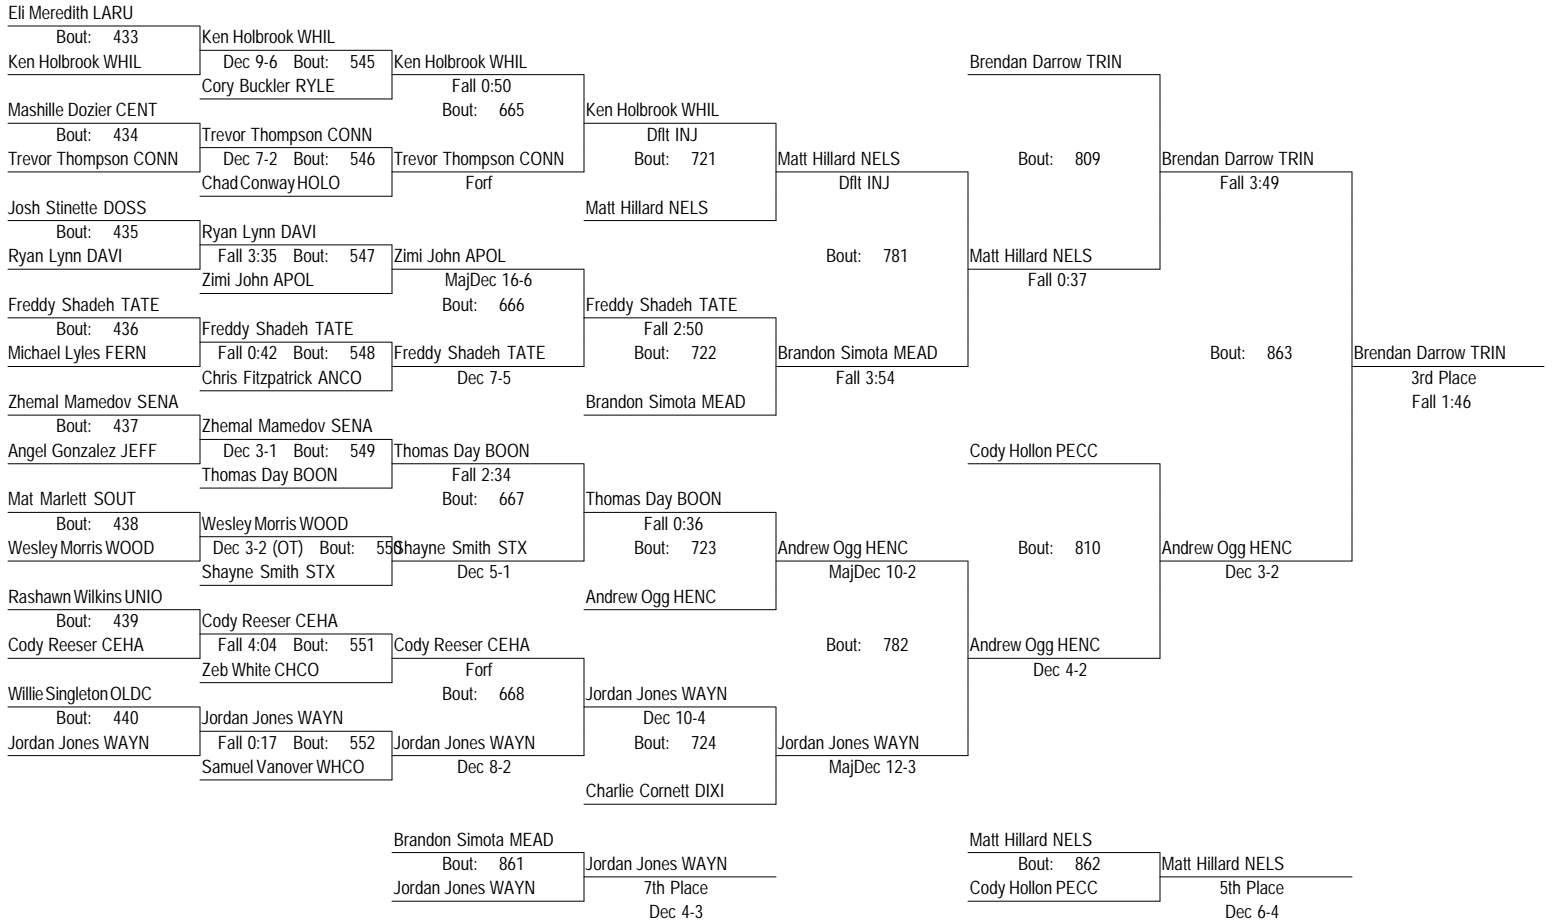 Eli Meredith LARU
Bout: 433 Ken Holbrook WHIL
Ken Holbrook WHIL Dec 9-6 Bout: 545 Ken Holbrook WHIL Brendan Darrow TRIN
Cory Buckler RYLE Fall 0:50
Mashille Dozier CENT Bout: 665 Ken Holbrook WHIL
Bout: 434 Trevor Thompson CONN Dflt INJ
Trevor Thompson CONN Dec 7-2 Bout: 546 Trevor Thompson CONN Bout: 721 Matt Hillard NELS Bout: 809 Brendan Darrow TRIN
Chad Conway HOLO Forf Dflt INJ Fall 3:49
Josh Stinette DOSS Matt Hillard NELS
Bout: 435 Ryan Lynn DAVI
Ryan Lynn DAVI Fall 3:35 Bout: 547 Zimi John APOL Bout: 781 Matt Hillard NELS
Zimi John APOL MajDec 16-6 Fall 0:37
Freddy Shadeh TATE Bout: 666 Freddy Shadeh TATE
Bout: 436 Freddy Shadeh TATE Fall 2:50
Michael Lyles FERN Fall 0:42 Bout: 548 Freddy Shadeh TATE Bout: 722 Brandon Simota MEAD Bout: 863 Brendan Darrow TRIN
Chris Fitzpatrick ANCO Dec 7-5 Fall 3:54 3rd Place
Zhemal Mamedov SENA Brandon Simota MEAD Fall 1:46
Bout: 437 Zhemal Mamedov SENA
Angel Gonzalez JEFF Dec 3-1 Bout: 549 Thomas Day BOON Cody Hollon PECC
Thomas Day BOON Fall 2:34
Mat Marlett SOUT Bout: 667 Thomas Day BOON
Bout: 438 Wesley Morris WOOD Fall 0:36
Wesley Morris WOOD Dec 3-2 (OT) Bout: 550 Shayne Smith STX Bout: 723 Andrew Ogg HENC Bout: 810 Andrew Ogg HENC
Shayne Smith STX Dec 5-1 MajDec 10-2 Dec 3-2
Rashawn Wilkins UNIO Andrew Ogg HENC
Bout: 439 Cody Reeser CEHA
Cody Reeser CEHA Fall 4:04 Bout: 551 Cody Reeser CEHA Bout: 782 Andrew Ogg HENC
Zeb White CHCO Forf Dec 4-2
Willie Singleton OLDC Bout: 668 Jordan Jones WAYN
Bout: 440 Jordan Jones WAYN Dec 10-4
Jordan Jones WAYN Fall 0:17 Bout: 552 Jordan Jones WAYN Bout: 724 Jordan Jones WAYN
Samuel Vanover WHCO Dec 8-2 MajDec 12-3
Charlie Cornett DIXI
Brandon Simota MEAD Matt Hillard NELS
Bout: 861 Jordan Jones WAYN Bout: 862 Matt Hillard NELS
Jordan Jones WAYN 7th Place Cody Hollon PECC 5th Place
Dec 4-3 Dec 6-4